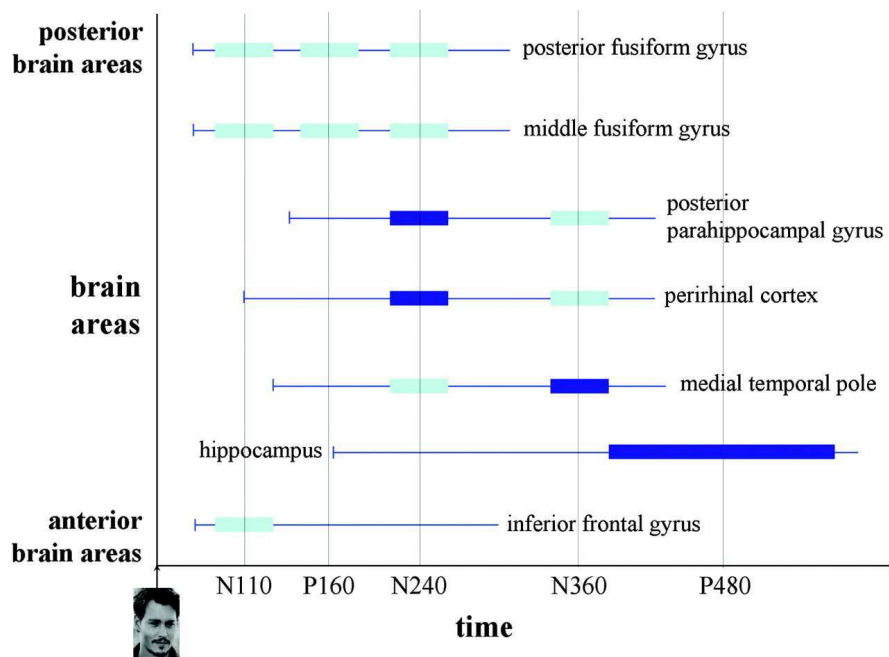 posterior
brain areas
posterior fusiform gyrus
middle fusiform gyrus
posterior
parahippocampal gyrus
brain
areas
perirhinal cortex
medial temporal pole
hippocampus
anterior
brain areas
inferior frontal gyrus
N110 P160 N240 N360 P480
time